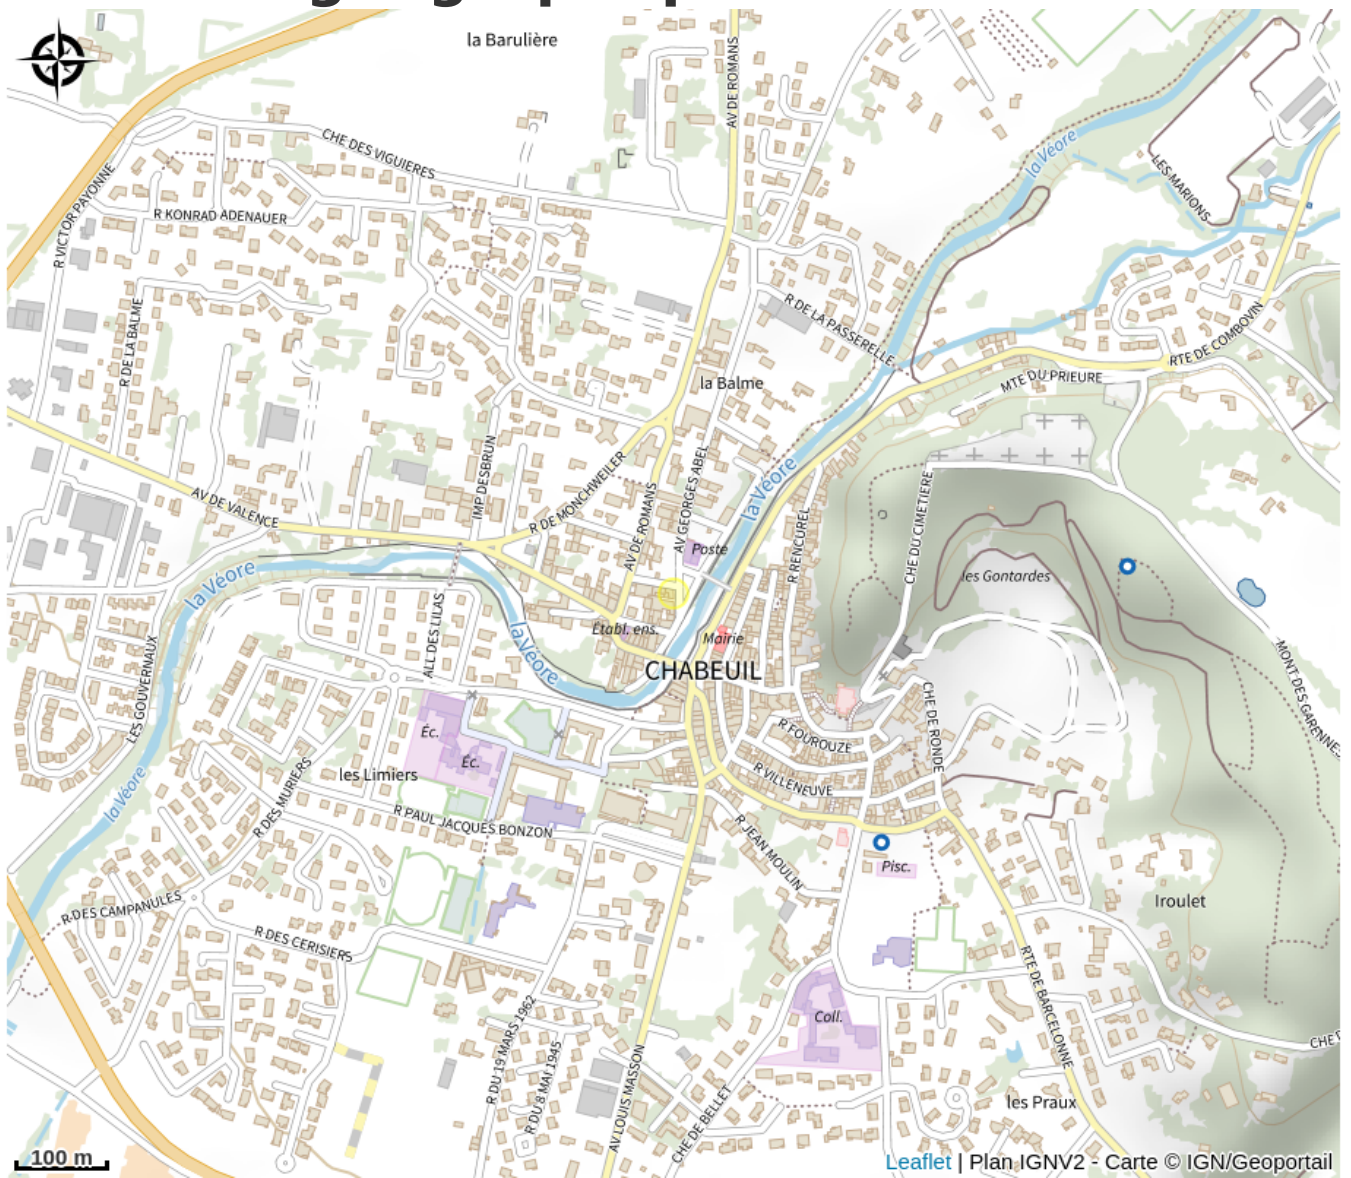 la Barulière
AV DE ROMANS
CHE DES VIGUIERES
la Véore
LES MARIONS
R VICTOR PAYONNE
R KONRAD ADENAUER
R DE LA BALME
R DE LA PASSERELLE
RTE DE COMBOVIN
MTE DU PRIEURE
la Balme
AV DE VALENCE
IMP DESBRUN
R DE MONCHWEILER
AV DE ROMANS
AV GEORGES ABEL
la Véore
R RENCUREL
CHE DU CIMETIERE
Poste
les Gontardes
la Véore
ALL DES LILAS
la Véore
Établ. ens.
Mairie
CHABEUIL
LES GOUVERNAUX
MONT DES GARENNES
CHE DE RONDE
Éc.
Éc.
R FOUROUZE
R VILLENEUVE
les Limiers
la Véore
R DES MURIERS
R PAUL JACQUES BONZON
R JEAN MOULIN
Pisc.
Iroulet
R DES CAMPANULES
R DES CERISIERS
RTE DE BARCELONNE
Coll.
R DU 19 MARS 1962
R DU 8 MAI 1945
AV LOUIS MASSON
CHE DE BELLET
les Praux
100 m
Leaflet | Plan IGNV2 - Carte © IGN/Geoportail